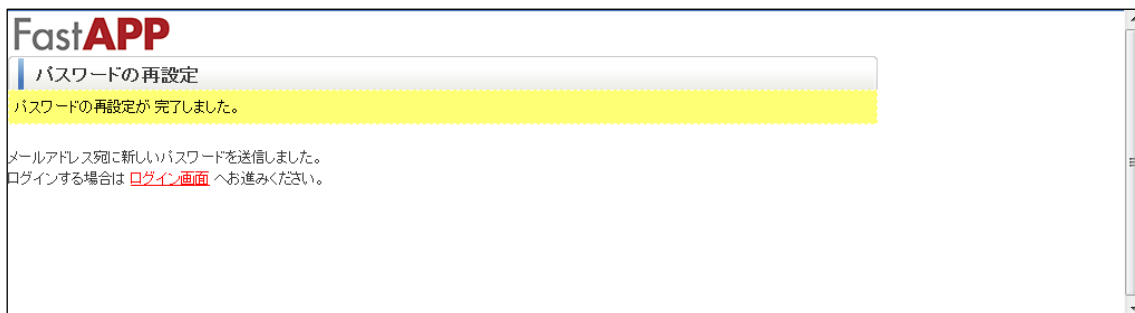 FastAPP
パスワードの再設定
パスワードの再設定が 完了しました。
メールアドレス宛に新しいパスワードを送信しました。
ログインする場合は ログイン画面 へお進みください。